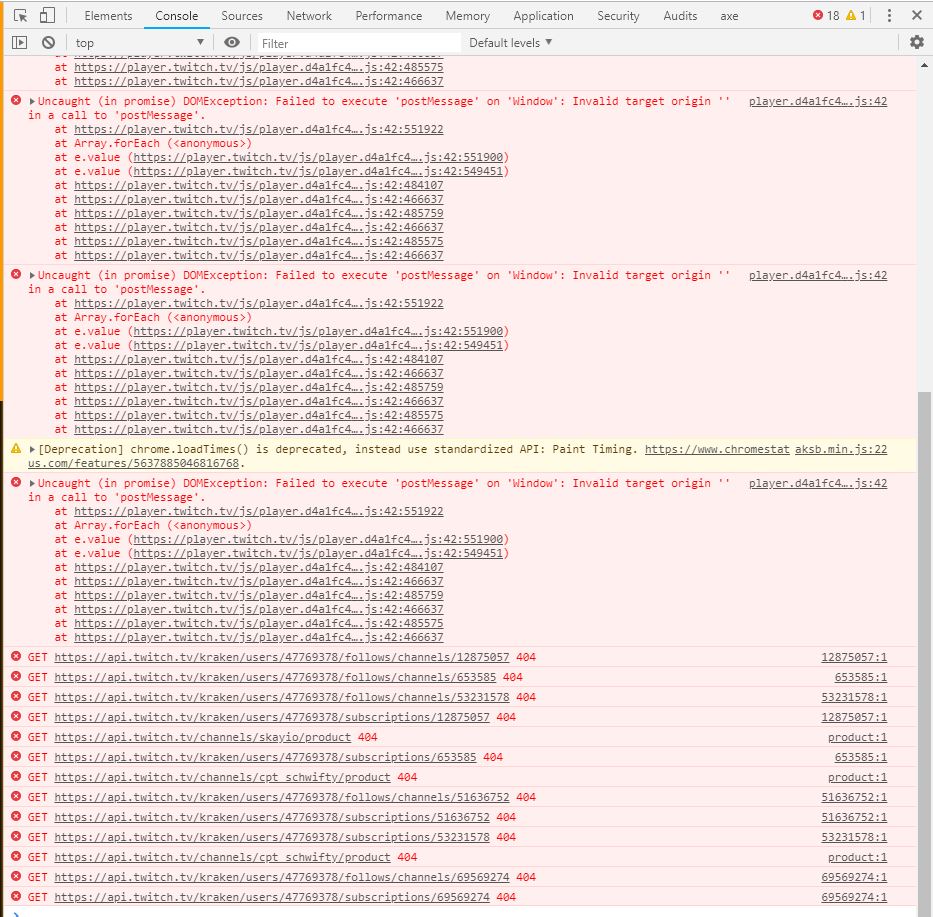 Elements Console Sources Network Performance Memory Application Security Audits axe 18 1
top Filter Default levels
at https://player.twitch.tv/js/player.d4a1fc4….js:42:485575
at https://player.twitch.tv/js/player.d4a1fc4….js:42:466637
Uncaught (in promise) DOMException: Failed to execute 'postMessage' on 'Window': Invalid target origin '' player.d4a1fc4….js:42
in a call to 'postMessage'.
at https://player.twitch.tv/js/player.d4a1fc4….js:42:551922
at Array.forEach (<anonymous>)
at e.value (https://player.twitch.tv/js/player.d4a1fc4….js:42:551900)
at e.value (https://player.twitch.tv/js/player.d4a1fc4….js:42:549451)
at https://player.twitch.tv/js/player.d4a1fc4….js:42:484107
at https://player.twitch.tv/js/player.d4a1fc4….js:42:466637
at https://player.twitch.tv/js/player.d4a1fc4….js:42:485759
at https://player.twitch.tv/js/player.d4a1fc4….js:42:466637
at https://player.twitch.tv/js/player.d4a1fc4….js:42:485575
at https://player.twitch.tv/js/player.d4a1fc4….js:42:466637
Uncaught (in promise) DOMException: Failed to execute 'postMessage' on 'Window': Invalid target origin '' player.d4a1fc4….js:42
in a call to 'postMessage'.
at https://player.twitch.tv/js/player.d4a1fc4….js:42:551922
at Array.forEach (<anonymous>)
at e.value (https://player.twitch.tv/js/player.d4a1fc4….js:42:551900)
at e.value (https://player.twitch.tv/js/player.d4a1fc4….js:42:549451)
at https://player.twitch.tv/js/player.d4a1fc4….js:42:484107
at https://player.twitch.tv/js/player.d4a1fc4….js:42:466637
at https://player.twitch.tv/js/player.d4a1fc4….js:42:485759
at https://player.twitch.tv/js/player.d4a1fc4….js:42:466637
at https://player.twitch.tv/js/player.d4a1fc4….js:42:485575
at https://player.twitch.tv/js/player.d4a1fc4….js:42:466637
[Deprecation] chrome.loadTimes() is deprecated, instead use standardized API: Paint Timing. https://www.chromestat aksb.min.js:22
us.com/features/5637885046816768.
Uncaught (in promise) DOMException: Failed to execute 'postMessage' on 'Window': Invalid target origin '' player.d4a1fc4….js:42
in a call to 'postMessage'.
at https://player.twitch.tv/js/player.d4a1fc4….js:42:551922
at Array.forEach (<anonymous>)
at e.value (https://player.twitch.tv/js/player.d4a1fc4….js:42:551900)
at e.value (https://player.twitch.tv/js/player.d4a1fc4….js:42:549451)
at https://player.twitch.tv/js/player.d4a1fc4….js:42:484107
at https://player.twitch.tv/js/player.d4a1fc4….js:42:466637
at https://player.twitch.tv/js/player.d4a1fc4….js:42:485759
at https://player.twitch.tv/js/player.d4a1fc4….js:42:466637
at https://player.twitch.tv/js/player.d4a1fc4….js:42:485575
at https://player.twitch.tv/js/player.d4a1fc4….js:42:466637
GET https://api.twitch.tv/kraken/users/47769378/follows/channels/12875057 404 12875057:1
GET https://api.twitch.tv/kraken/users/47769378/follows/channels/653585 404 653585:1
GET https://api.twitch.tv/kraken/users/47769378/follows/channels/53231578 404 53231578:1
GET https://api.twitch.tv/kraken/users/47769378/subscriptions/12875057 404 12875057:1
GET https://api.twitch.tv/channels/skayio/product 404 product:1
GET https://api.twitch.tv/kraken/users/47769378/subscriptions/653585 404 653585:1
GET https://api.twitch.tv/channels/cpt_schwifty/product 404 product:1
GET https://api.twitch.tv/kraken/users/47769378/follows/channels/51636752 404 51636752:1
GET https://api.twitch.tv/kraken/users/47769378/subscriptions/51636752 404 51636752:1
GET https://api.twitch.tv/kraken/users/47769378/subscriptions/53231578 404 53231578:1
GET https://api.twitch.tv/channels/cpt_schwifty/product 404 product:1
GET https://api.twitch.tv/kraken/users/47769378/follows/channels/69569274 404 69569274:1
GET https://api.twitch.tv/kraken/users/47769378/subscriptions/69569274 404 69569274:1